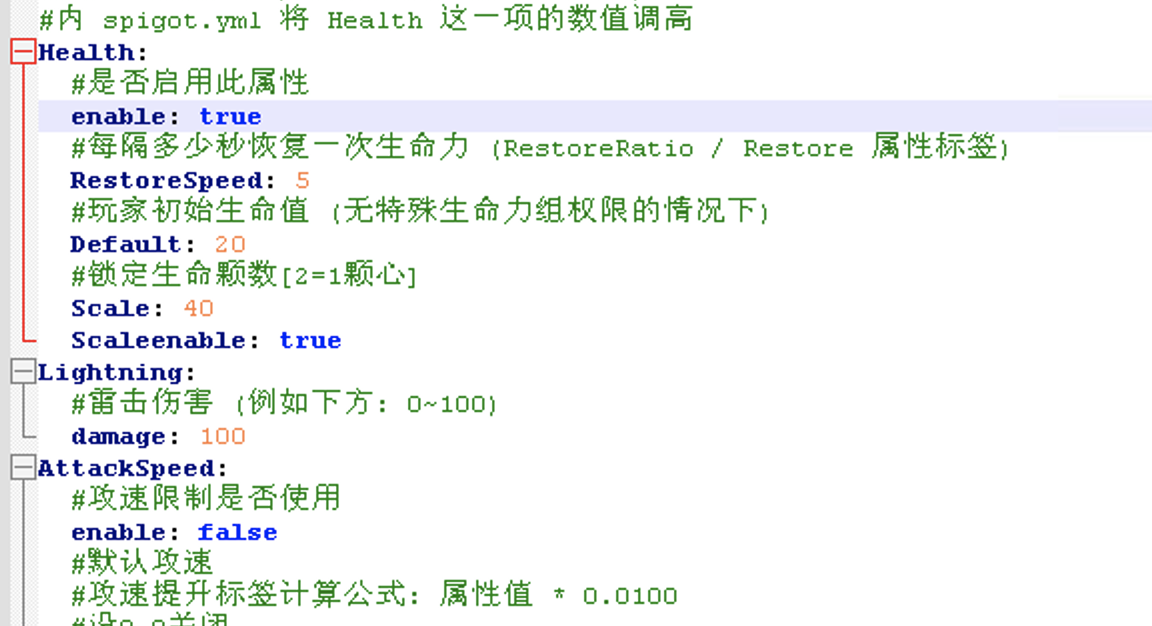 #内 spigot.yml 将 Health 这一项的数值调高
Health:
#是否启用此属性
enable: true
#每隔多少秒恢复一次生命力 (RestoreRatio / Restore 属性标签)
RestoreSpeed: 5
#玩家初始生命值 (无特殊生命力组权限的情况下)
Default: 20
#锁定生命颗数[2=1颗心]
Scale: 40
Scaleenable: true
Lightning:
#雷击伤害 (例如下方: 0~100)
damage: 100
AttackSpeed:
#攻速限制是否使用
enable: false
#默认攻速
#攻速提升标签计算公式: 属性值 * 0.0100
#设0.0关闭